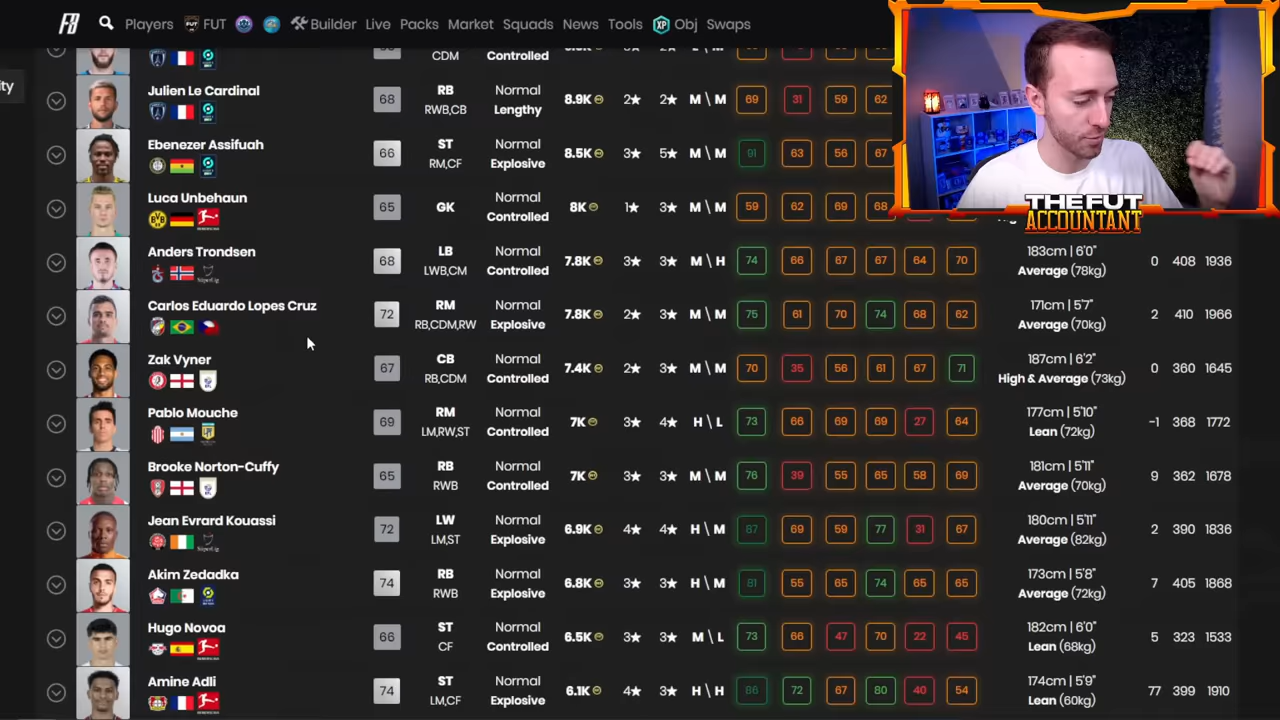 FB Players FUT Builder Live Packs Market Squads News Tools XP Obj Swaps
CDM Controlled
ity
Julien Le Cardinal 68 RB Normal 8.9K 2★ 2★ M \ M 69 31 59 62
RWB,CB Lengthy
Ebenezer Assifuah 66 ST Normal 8.5K 3★ 5★ M \ M 91 63 56 67
RM,CF Explosive
THE FUT
ACCOUNTANT
Luca Unbehaun 65 GK Normal 8K 1★ 3★ M \ M 59 62 69 68
Controlled
Anders Trondsen 68 LB Normal 7.8K 3★ 3★ M \ H 74 66 67 67 64 70 183cm | 6'0" 0 408 1936
LWB,CM Controlled Average (78kg)
Carlos Eduardo Lopes Cruz 72 RM Normal 7.8K 2★ 3★ M \ M 75 61 70 74 68 62 171cm | 5'7" 2 410 1966
RB,CDM,RW Explosive Average (70kg)
Zak Vyner 67 CB Normal 7.4K 2★ 3★ M \ M 70 35 56 61 67 71 187cm | 6'2" 0 360 1645
RB,CDM Controlled High & Average (73kg)
Pablo Mouche 69 RM Normal 7K 3★ 4★ H \ L 73 66 69 69 27 64 177cm | 5'10" -1 368 1772
LM,RW,ST Controlled Lean (72kg)
Brooke Norton-Cuffy 65 RB Normal 7K 3★ 3★ M \ M 76 39 55 65 58 69 181cm | 5'11" 9 362 1678
RWB Controlled Average (70kg)
Jean Evrard Kouassi 72 LW Normal 6.9K 4★ 4★ H \ M 87 69 59 77 31 67 180cm | 5'11" 2 390 1836
LM,ST Explosive Average (82kg)
Akim Zedadka 74 RB Normal 6.8K 3★ 3★ H \ M 81 55 65 74 65 65 173cm | 5'8" 7 405 1868
RWB Explosive Average (72kg)
Hugo Novoa 66 ST Normal 6.5K 3★ 3★ M \ L 73 66 47 70 22 45 182cm | 6'0" 5 323 1533
CF Controlled Lean (68kg)
Amine Adli 74 ST Normal 6.1K 4★ 3★ H \ H 86 72 67 80 40 54 174cm | 5'9" 77 399 1910
LM,CF Explosive Lean (60kg)